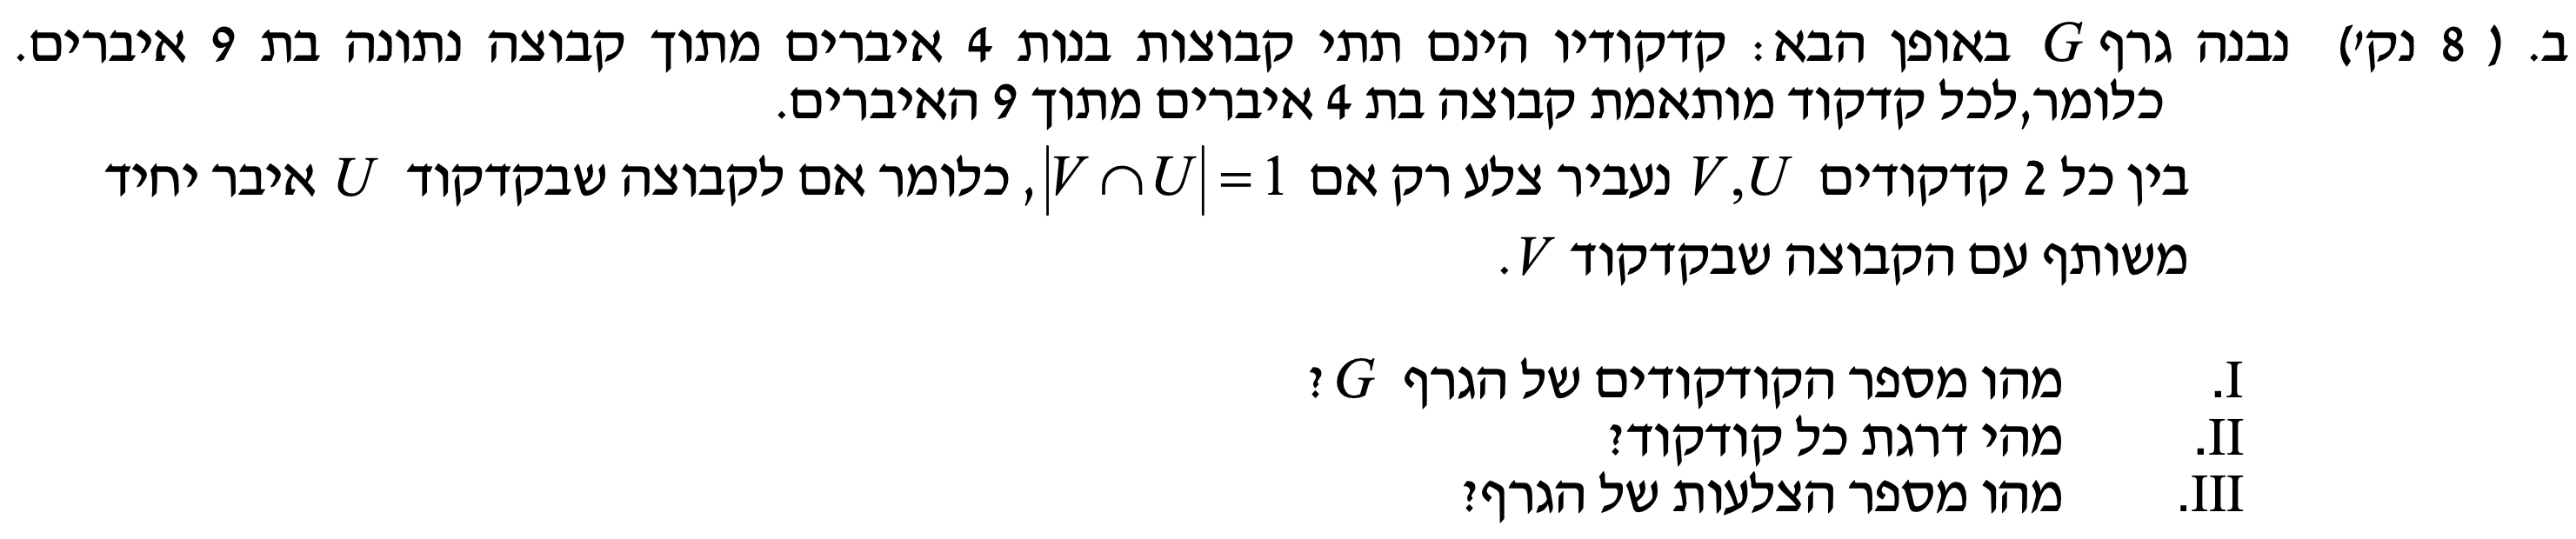 ב. ( 8 נק') נבנה גרף G באופן הבא: קדקודיו הינם תתי קבוצות בנות 4 איברים מתוך קבוצה נתונה בת 9 איברים.
כלומר,לכל קדקוד מותאמת קבוצה בת 4 איברים מתוך 9 האיברים.
בין כל 2 קדקודים V,U נעביר צלע רק אם |V ∩ U| = 1, כלומר אם לקבוצה שבקדקוד U איבר יחיד
משותף עם הקבוצה שבקדקוד V.
I. מהו מספר הקודקודים של הגרף G?
II. מהי דרגת כל קודקוד?
III. מהו מספר הצלעות של הגרף?